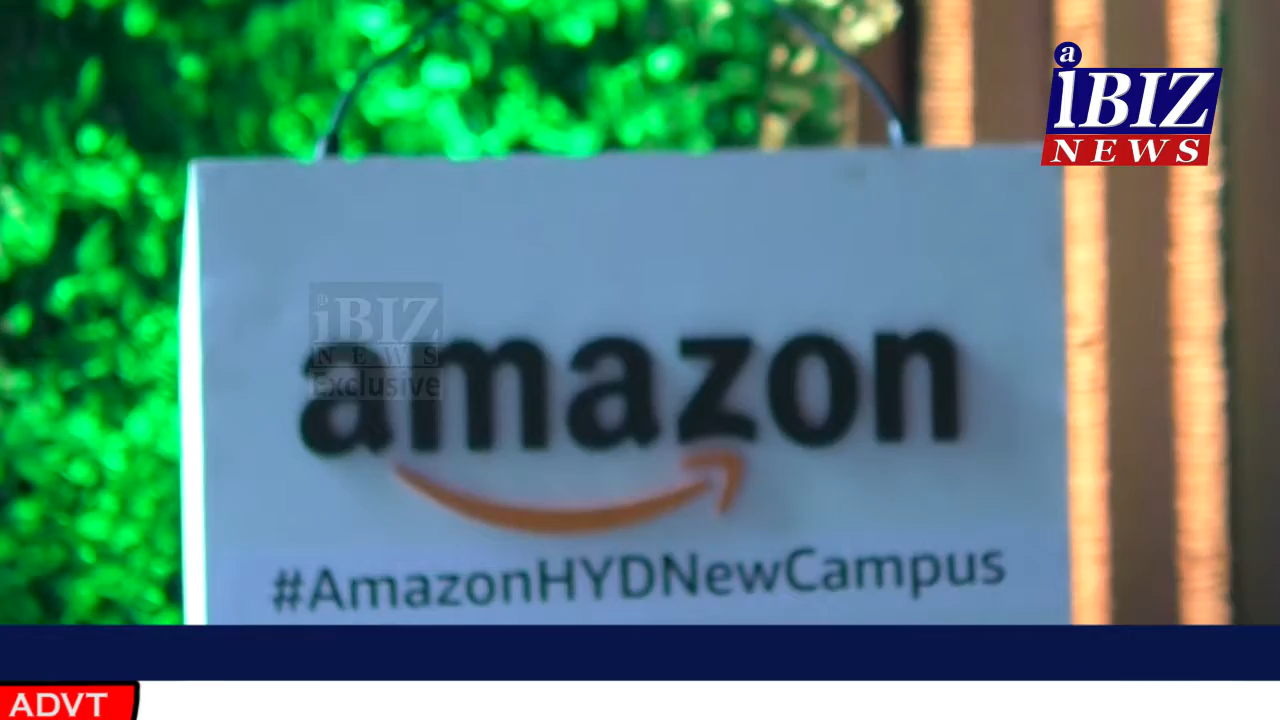 a
iBIZ
NEWS
iBIZ
NEWS
Exclusive
amazon
#AmazonHYDNewCampus
ADVT